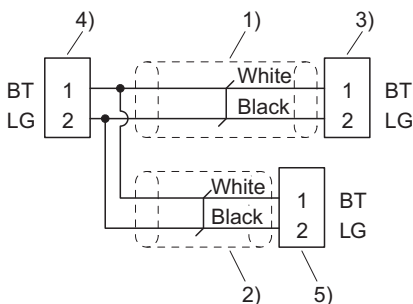 4) 1) 3)
White
BT 1 1 BT
Black
LG 2 2 LG
White
1 BT
Black
2 LG
2) 5)